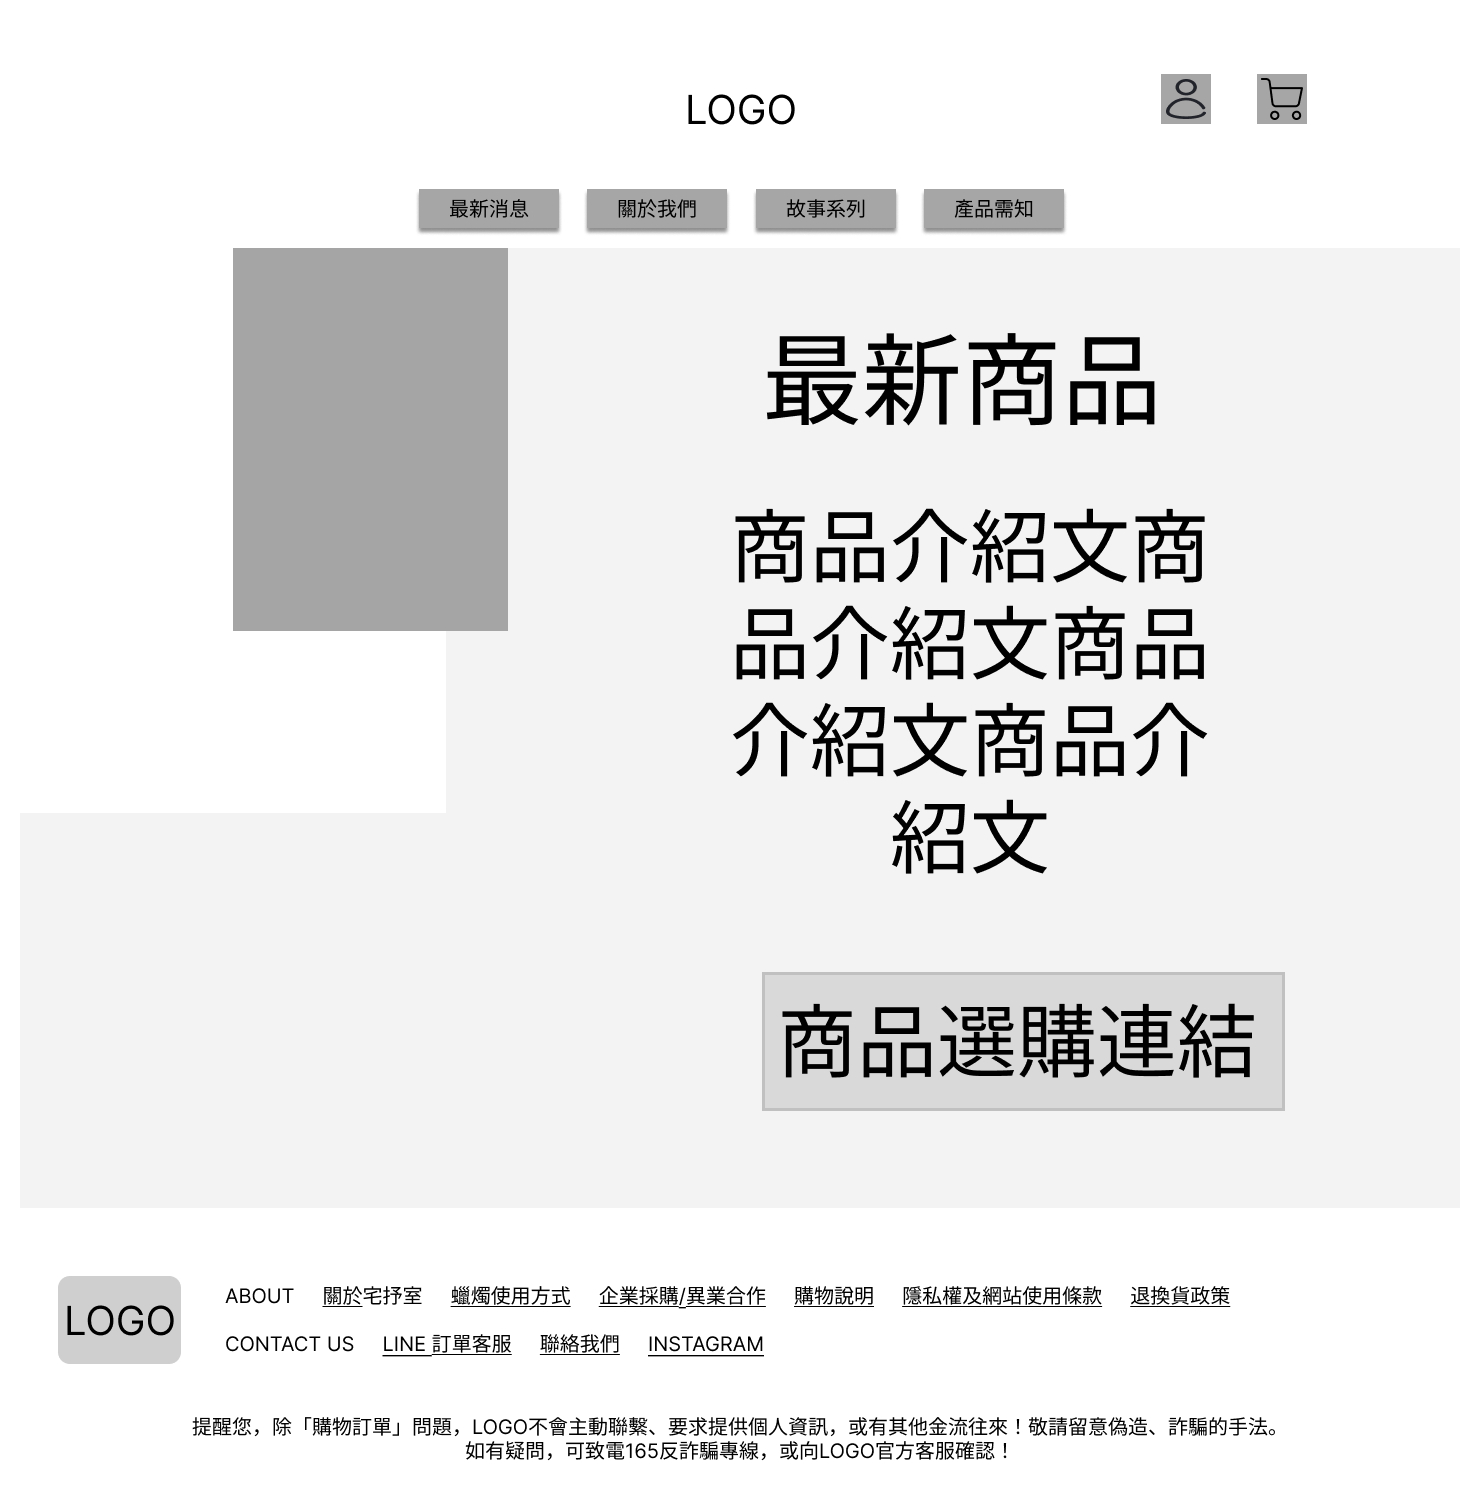 LOGO
最新消息 關於我們 故事系列 產品需知
最新商品
商品介紹文商
品介紹文商品
介紹文商品介
紹文
商品選購連結
LOGO
ABOUT 關於宅抒室 蠟燭使用方式 企業採購/異業合作 購物說明 隱私權及網站使用條款 退換貨政策
CONTACT US LINE 訂單客服 聯絡我們 INSTAGRAM
提醒您，除「購物訂單」問題，LOGO不會主動聯繫、要求提供個人資訊，或有其他金流往來！敬請留意偽造、詐騙的手法。
如有疑問，可致電165反詐騙專線，或向LOGO官方客服確認！